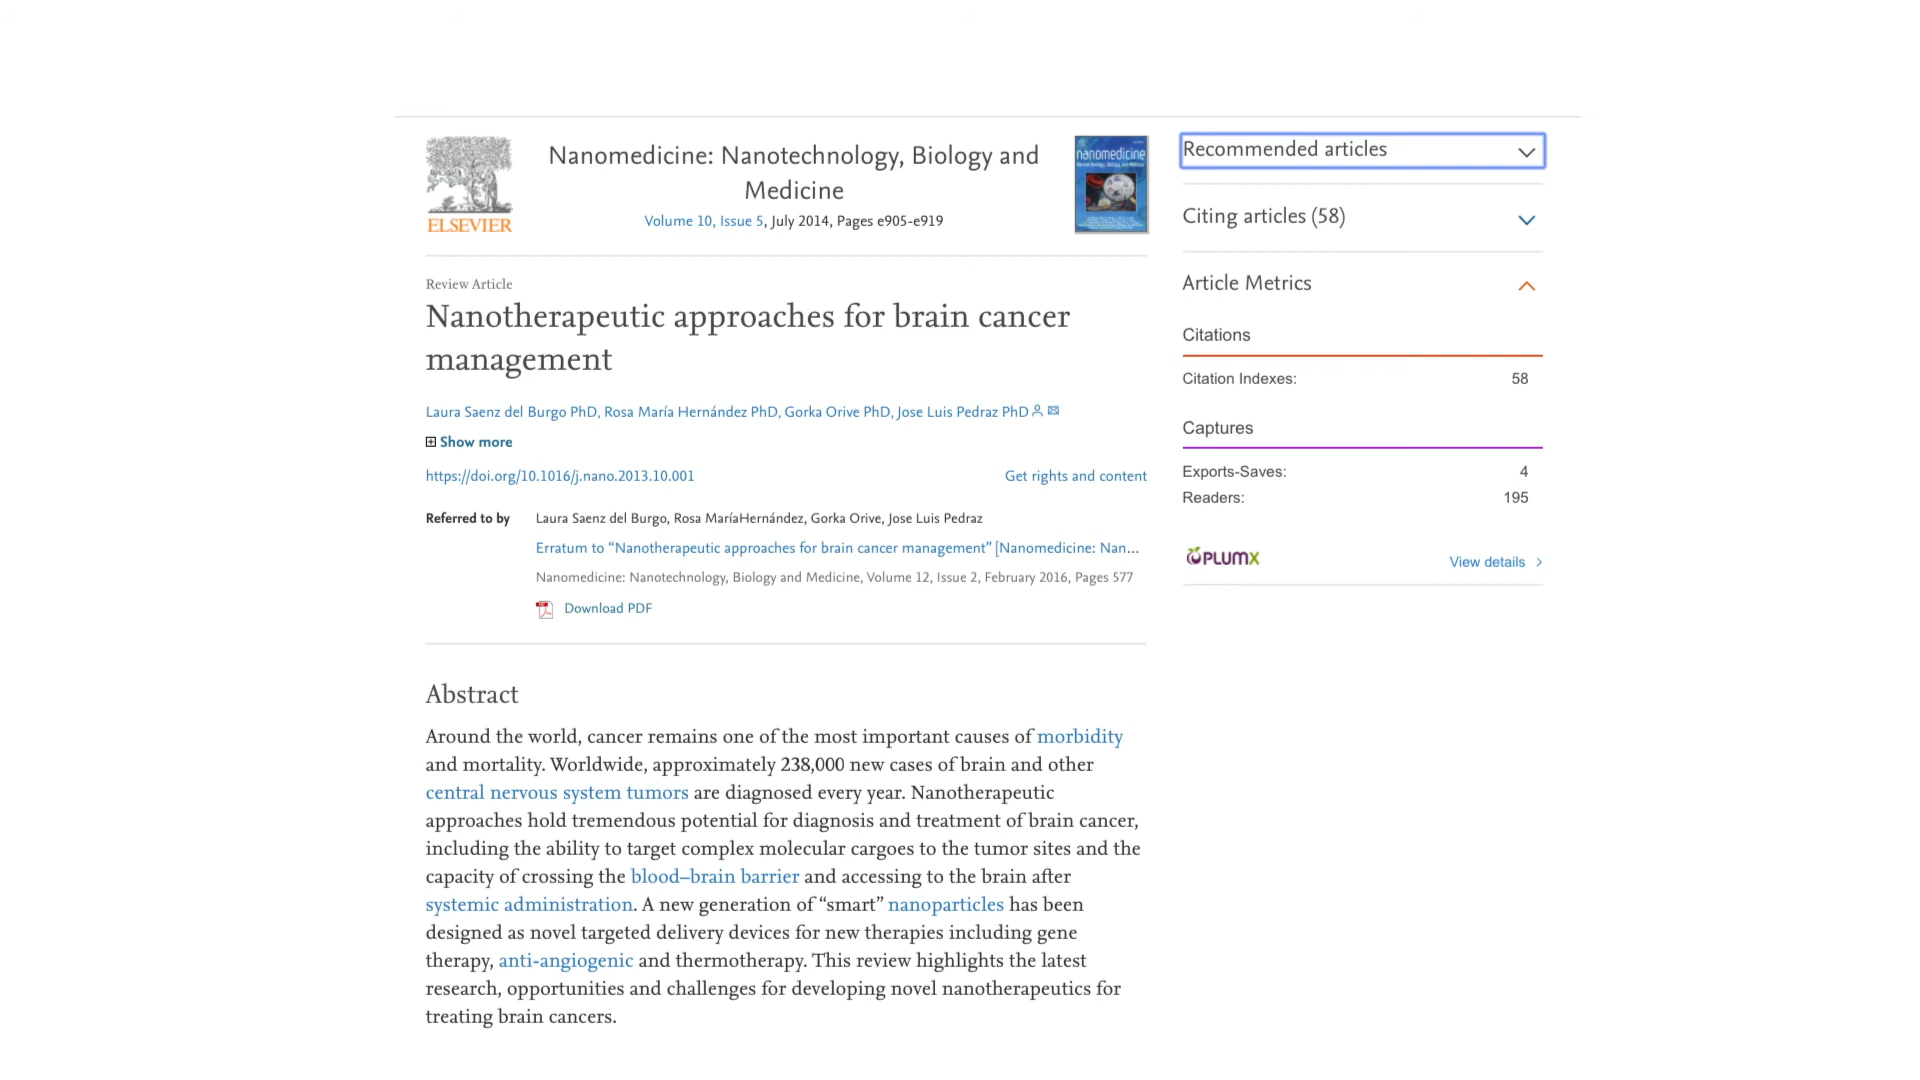 ELSEVIER
Nanomedicine: Nanotechnology, Biology and
Medicine
Volume 10, Issue 5, July 2014, Pages e905-e919
nanomedicine
Review Article
Nanotherapeutic approaches for brain cancer
management
Laura Saenz del Burgo PhD, Rosa María Hernández PhD, Gorka Orive PhD, Jose Luis Pedraz PhD
Show more
https://doi.org/10.1016/j.nano.2013.10.001
Get rights and content
Referred to by
Laura Saenz del Burgo, Rosa MaríaHernández, Gorka Orive, Jose Luis Pedraz
Erratum to “Nanotherapeutic approaches for brain cancer management” [Nanomedicine: Nan...
Nanomedicine: Nanotechnology, Biology and Medicine, Volume 12, Issue 2, February 2016, Pages 577
Download PDF
Abstract
Around the world, cancer remains one of the most important causes of morbidity
and mortality. Worldwide, approximately 238,000 new cases of brain and other
central nervous system tumors are diagnosed every year. Nanotherapeutic
approaches hold tremendous potential for diagnosis and treatment of brain cancer,
including the ability to target complex molecular cargoes to the tumor sites and the
capacity of crossing the blood–brain barrier and accessing to the brain after
systemic administration. A new generation of “smart” nanoparticles has been
designed as novel targeted delivery devices for new therapies including gene
therapy, anti-angiogenic and thermotherapy. This review highlights the latest
research, opportunities and challenges for developing novel nanotherapeutics for
treating brain cancers.
Recommended articles
Citing articles (58)
Article Metrics
Citations
Citation Indexes: 58
Captures
Exports-Saves: 4
Readers: 195
PLUMX
View details